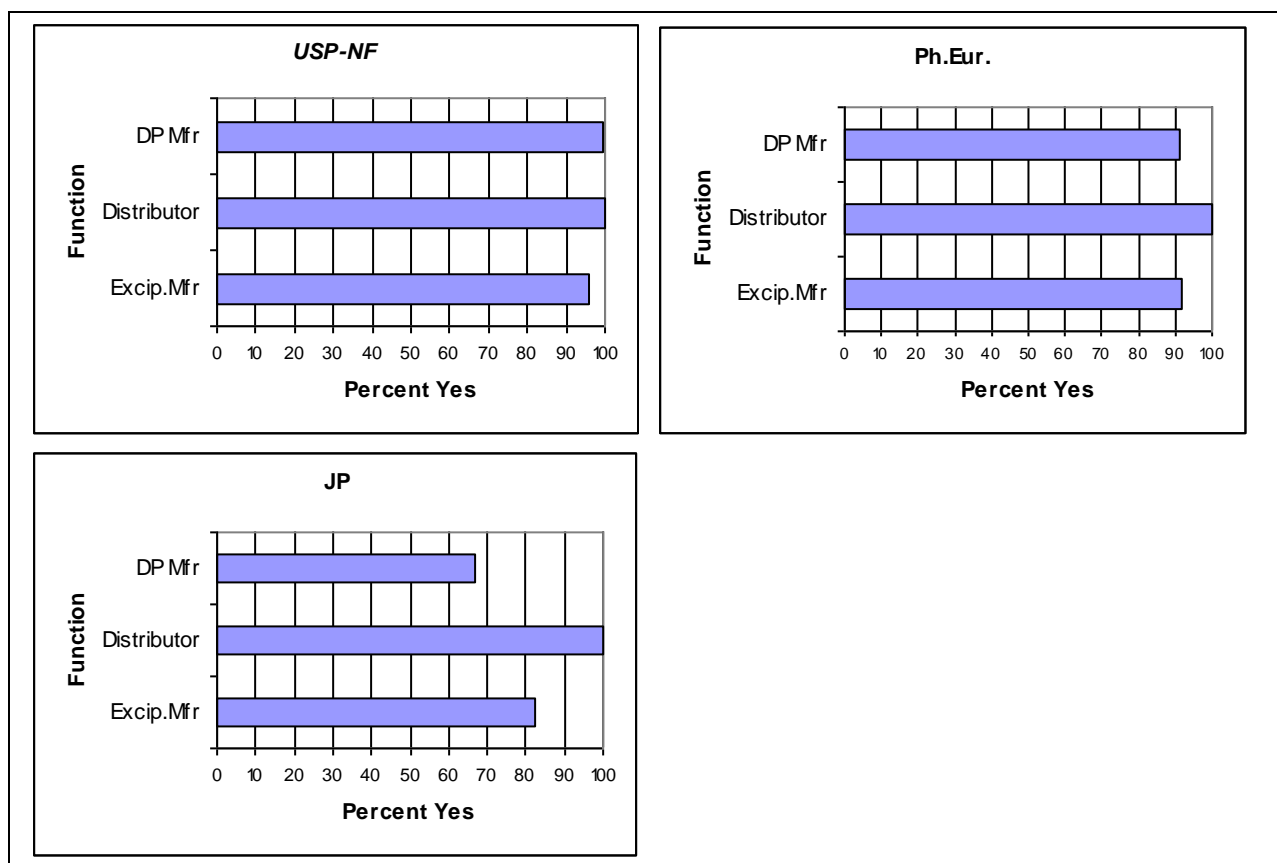 USP-NF
Function
DP Mfr
Distributor
Excip.Mfr
0 10 20 30 40 50 60 70 80 90 100
Percent Yes
Ph.Eur.
Function
DP Mfr
Distributor
Excip.Mfr
0 10 20 30 40 50 60 70 80 90 100
Percent Yes
JP
Function
DP Mfr
Distributor
Excip.Mfr
0 10 20 30 40 50 60 70 80 90 100
Percent Yes